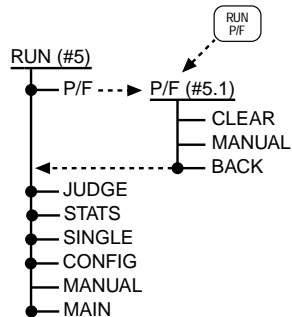 RUN
P/F
RUN (#5)
P/F
P/F (#5.1)
CLEAR
MANUAL
BACK
JUDGE
STATS
SINGLE
CONFIG
MANUAL
MAIN